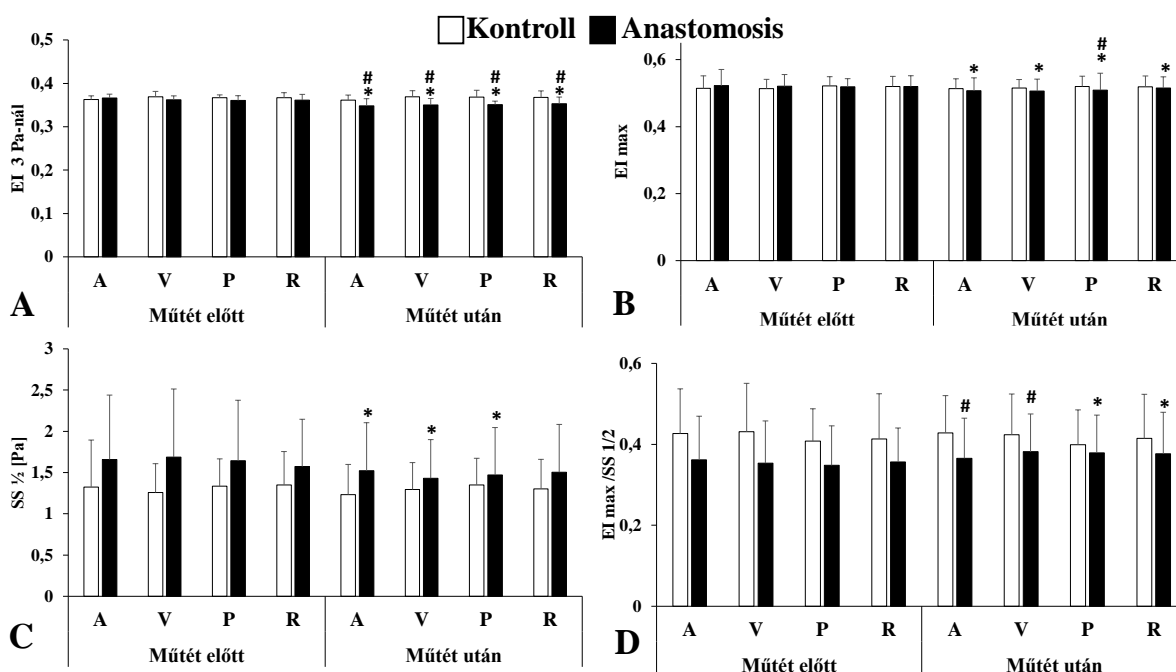 Kontroll Anastomosis
EI 3 Pa-nál
0,5
0,4
0,3
0,2
0,1
0
# # # #
* * * *
A V P R A V P R
Műtét előtt Műtét után
A
EI max
0,6
0,4
0,2
0
#
* * * *
A V P R A V P R
Műtét előtt Műtét után
B
SS ½ [Pa]
3
2,5
2
1,5
1
0,5
0
* * *
A V P R A V P R
Műtét előtt Műtét után
C
EI max /SS 1/2
0,6
0,4
0,2
0
# # * *
A V P R A V P R
Műtét előtt Műtét után
D